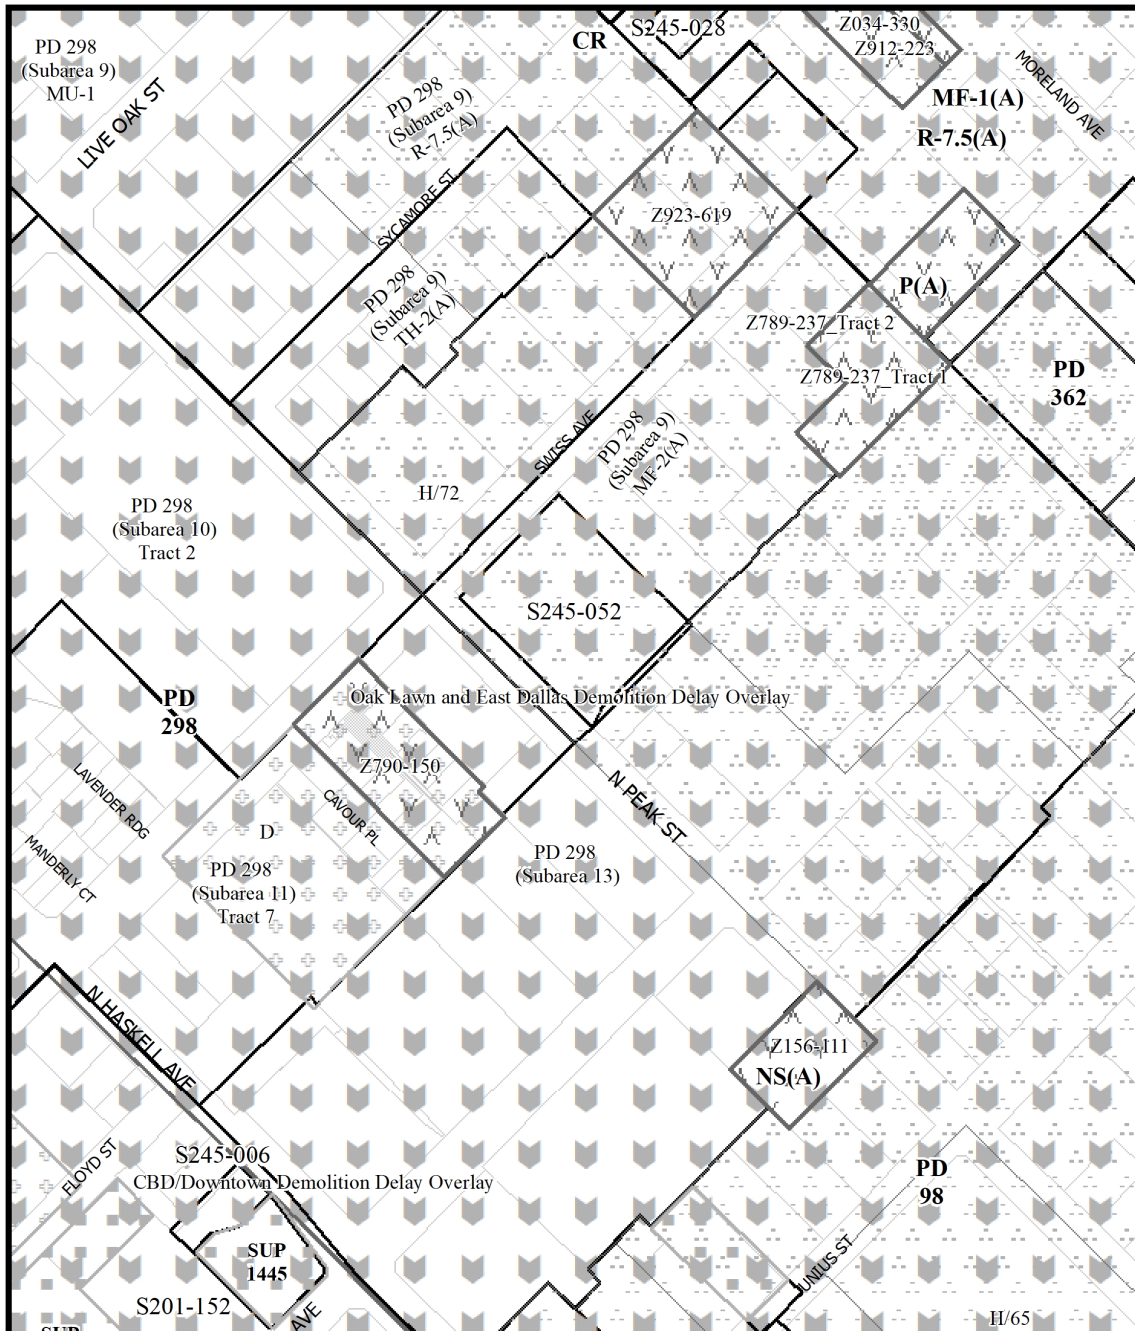 PD 298
(Subarea 9)
MU-1
LIVE OAK ST
PD 298
(Subarea 9)
R-7.5(A)
CR
S245-028
Z034-330
Z912-223
MORELAND AVE
MF-1(A)
R-7.5(A)
SYCAMORE ST
Z923-619
PD 298
(Subarea 9)
TH-2(A)
P(A)
Z789-237_Tract 2
Z789-237_Tract 1
PD
362
SWISS AVE
PD 298
(Subarea 9)
MF-2(A)
H/72
PD 298
(Subarea 10)
Tract 2
S245-052
PD
298
Oak Lawn and East Dallas Demolition Delay Overlay
Z790-150
LAVENDER RDG
CAVOUR PL
N PEAK ST
D
MANDERLY CT
PD 298
(Subarea 11)
Tract 7
PD 298
(Subarea 13)
N HASKELL AVE
Z156-111
NS(A)
FLOYD ST
S245-006
CBD/Downtown Demolition Delay Overlay
PD
98
SUP
1445
UNIUS ST
S201-152
AVE
H/65
SUP